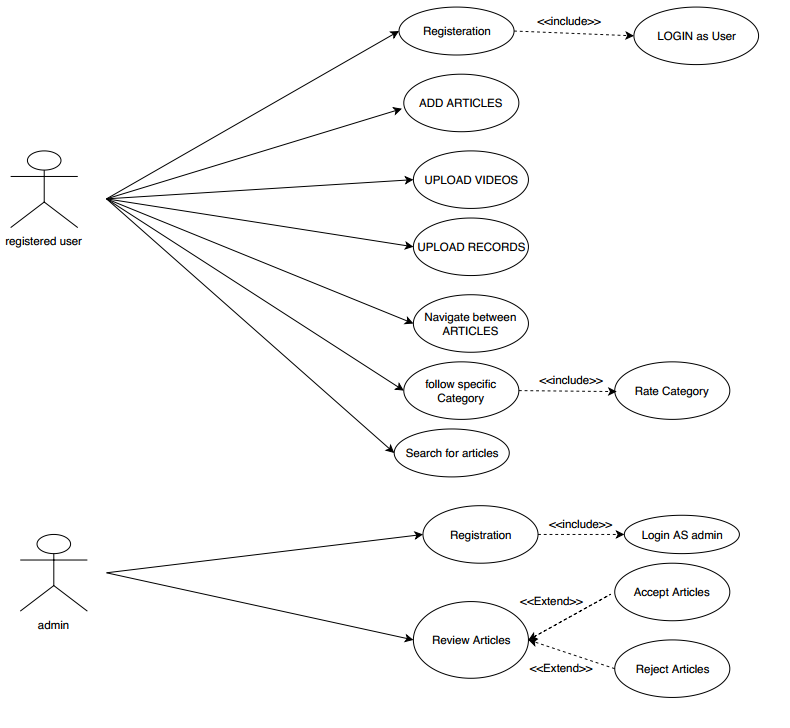 Registeration
<<include>>
LOGIN as User
ADD ARTICLES
UPLOAD VIDEOS
registered user
UPLOAD RECORDS
Navigate between
ARTICLES
follow specific
Category
<<include>>
Rate Category
Search for articles
Registration
<<include>>
Login AS admin
admin
Review Articles
<<Extend>>
Accept Articles
<<Extend>>
Reject Articles